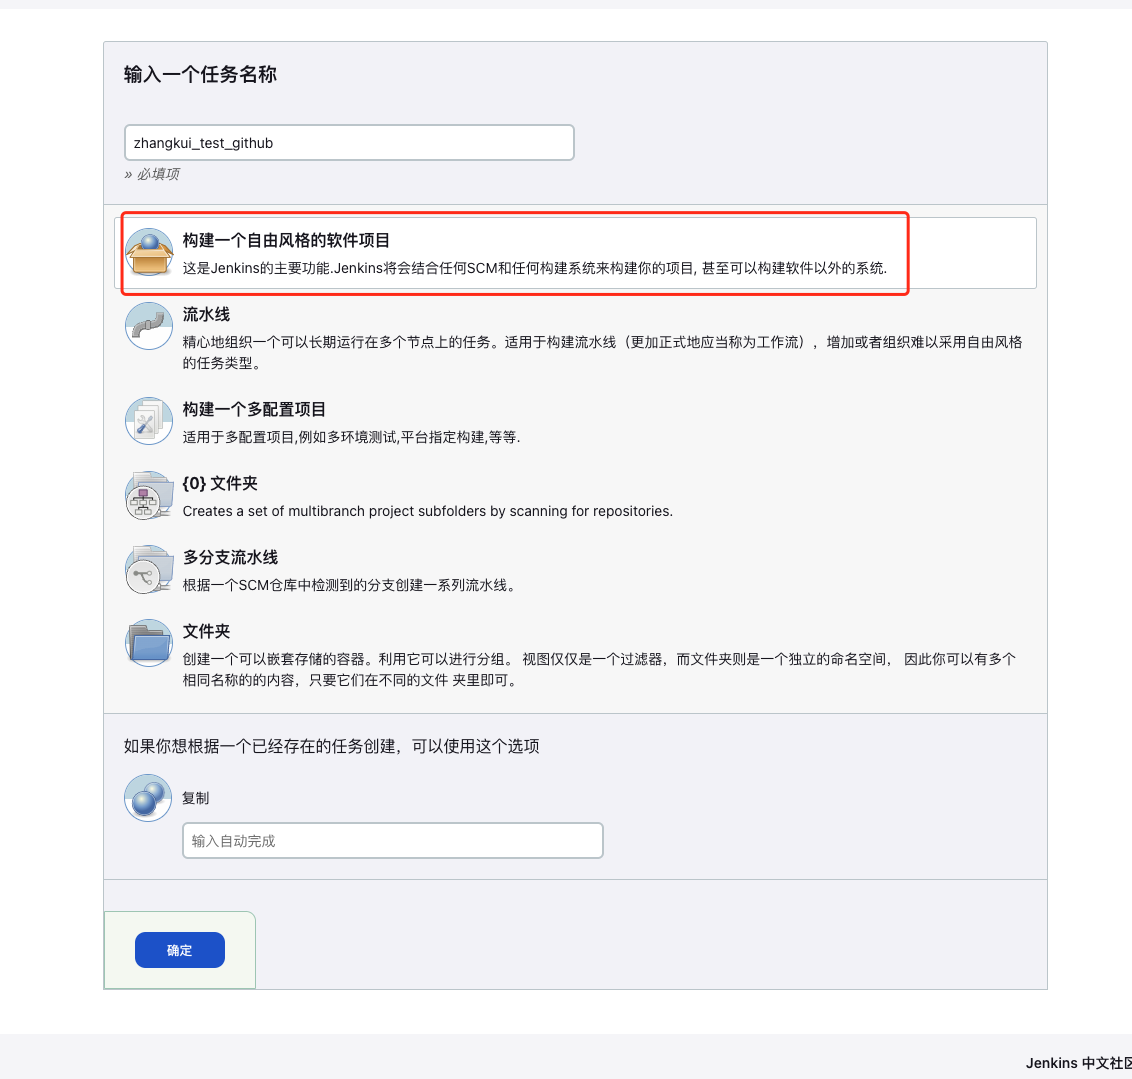 输入一个任务名称
zhangkui_test_github
» 必填项
构建一个自由风格的软件项目
这是Jenkins的主要功能.Jenkins将会结合任何SCM和任何构建系统来构建你的项目, 甚至可以构建软件以外的系统.
流水线
精心地组织一个可以长期运行在多个节点上的任务。适用于构建流水线（更加正式地应当称为工作流），增加或者组织难以采用自由风格
的任务类型。
构建一个多配置项目
适用于多配置项目,例如多环境测试,平台指定构建,等等.
{0} 文件夹
Creates a set of multibranch project subfolders by scanning for repositories.
多分支流水线
根据一个SCM仓库中检测到的分支创建一系列流水线。
文件夹
创建一个可以嵌套存储的容器。利用它可以进行分组。 视图仅仅是一个过滤器，而文件夹则是一个独立的命名空间， 因此你可以有多个
相同名称的的内容，只要它们在不同的文件 夹里即可。
如果你想根据一个已经存在的任务创建，可以使用这个选项
复制
输入自动完成
确定
Jenkins 中文社区